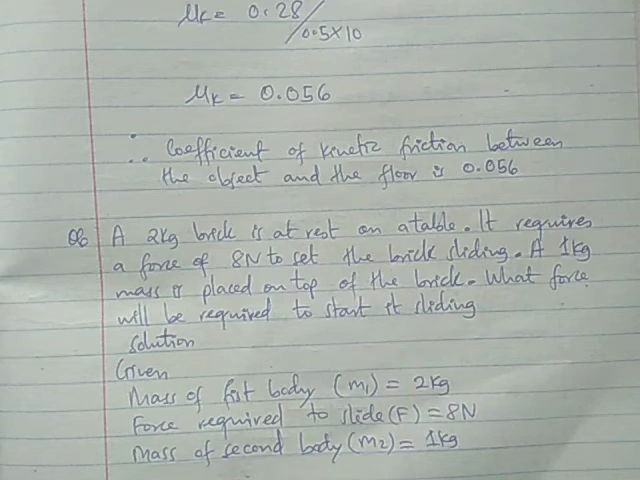 μk = 0.28/0.5×10
μk = 0.056
∴ Coefficient of kinetic friction between
the object and the floor is 0.056
Q6 A 2kg brick is at rest on a table. It requires
a force of 8N to set the brick sliding. A 1kg
mass is placed on top of the brick. What force
will be required to start it sliding
solution
Given
Mass of fist body (m₁) = 2kg
Force required to slide (F) = 8N
Mass of second body (m₂) = 1kg